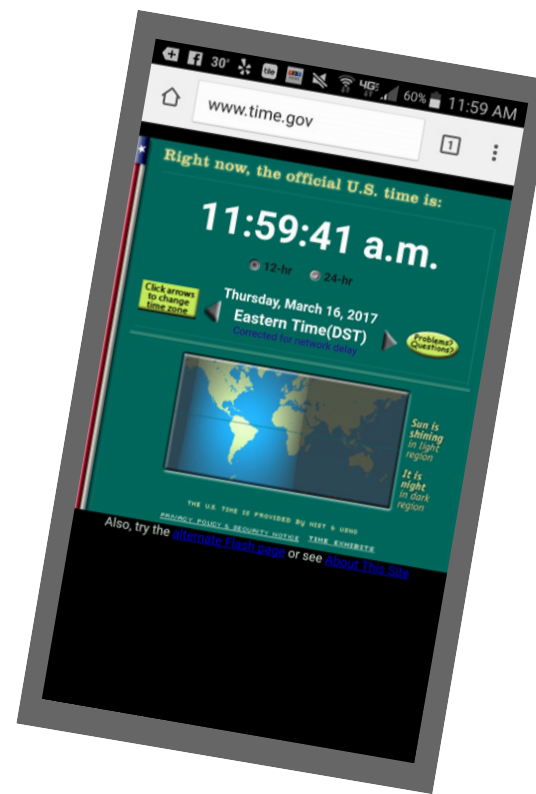 30°
tile
4G
60%
11:59 AM
www.time.gov
1
Right now, the official U.S. time is:
11:59:41 a.m.
12-hr
24-hr
Click arrows
to change
time zone
Thursday, March 16, 2017
Eastern Time(DST)
Corrected for network delay
Problems?
Questions?
Sun is
shining
in light
region
It is
night
in dark
region
THE U.S. TIME IS PROVIDED By NIST & USNO
PRIVACY POLICY & SECURITY NOTICE TIME EXHIBITS
Also, try the alternate Flash page or see About This Site